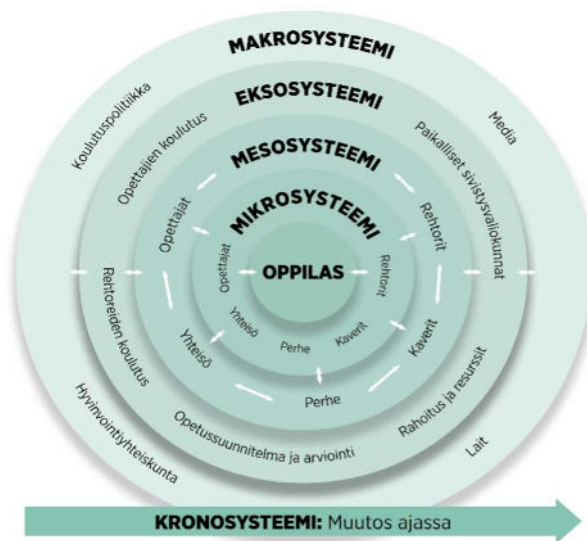 MAKROSYSTEEMI
Koulutuspolitiikka
Media
EKSOSYSTEEMI
Opettajien koulutus
Paikalliset sivistysvaliokunnat
MESOSYSTEEMI
Opettajat
Rehtorit
MIKROSYSTEEMI
Opettajat
OPPILAS
Rehtorit
Yhteisö
Perhe
Kaverit
Yhteisö
Perhe
Kaverit
Rehtoreiden koulutus
Opetussuunnitelma ja arviointi
Rahoitus ja resurssit
Hyvinvointiyhteiskunta
Lait
KRONOSYSTEEMI: Muutos ajassa